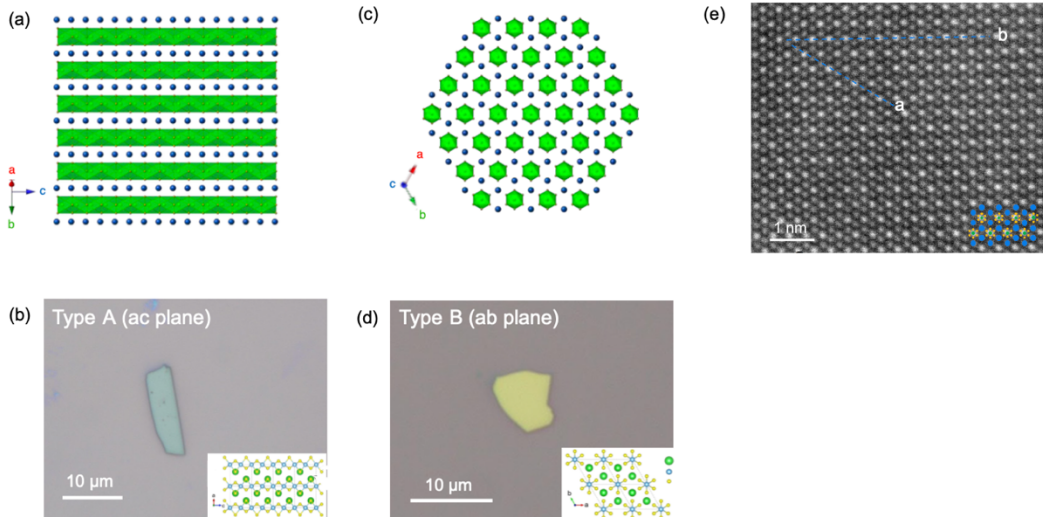 (a)
a
c
b
(c)
a
c
b
(e)
b
a
1 nm
(b)
Type A (ac plane)
10 µm
(d)
Type B (ab plane)
10 µm
b
a